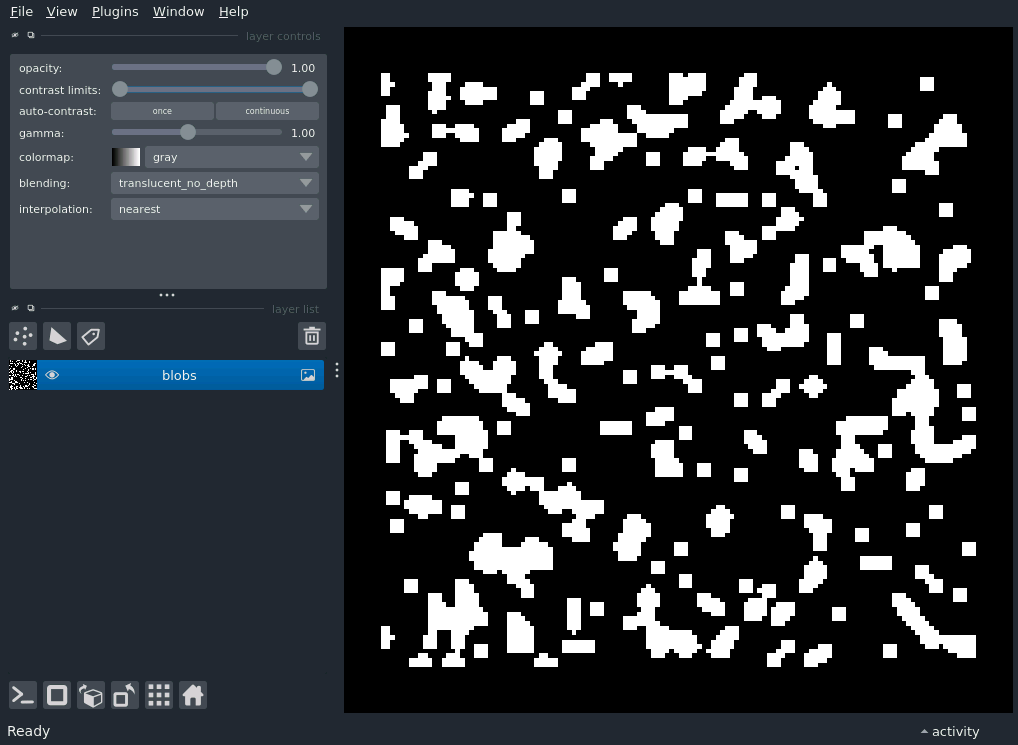 File View Plugins Window Help
layer controls
opacity: 1.00
contrast limits:
auto-contrast: once continuous
gamma: 1.00
colormap: gray
blending: translucent_no_depth
interpolation: nearest
layer list
blobs
Ready activity